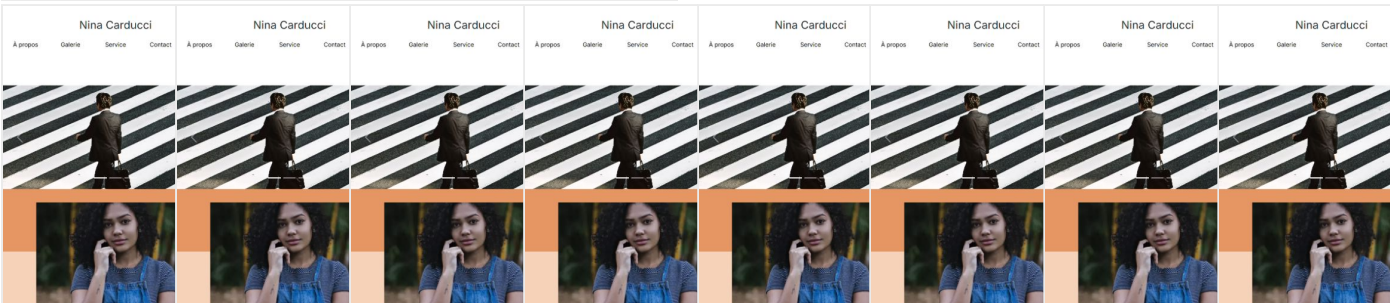 Nina Carducci Nina Carducci Nina Carducci Nina Carducci Nina Carducci Nina Carducci Nina Carducci Nina Carducci
À propos Galerie Service Contact À propos Galerie Service Contact À propos Galerie Service Contact À propos Galerie Service Contact À propos Galerie Service Contact À propos Galerie Service Contact À propos Galerie Service Contact À propos Galerie Service Contact